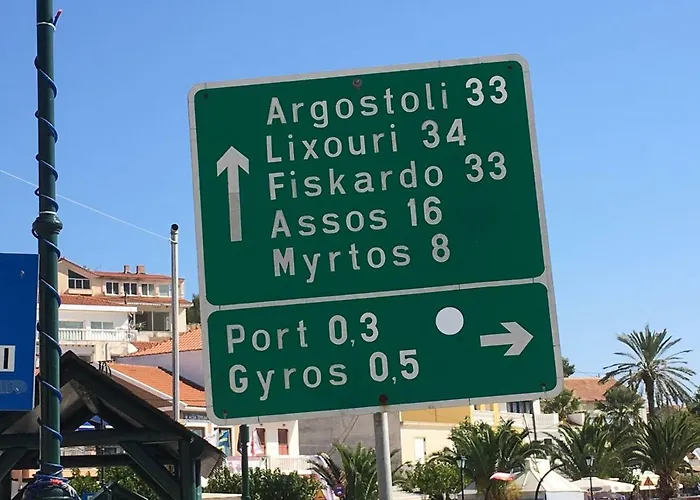 Argostoli 33
Lixouri 34
Fiskardo 33
Assos 16
Myrtos 8
Port 0,3
Gyros 0,5